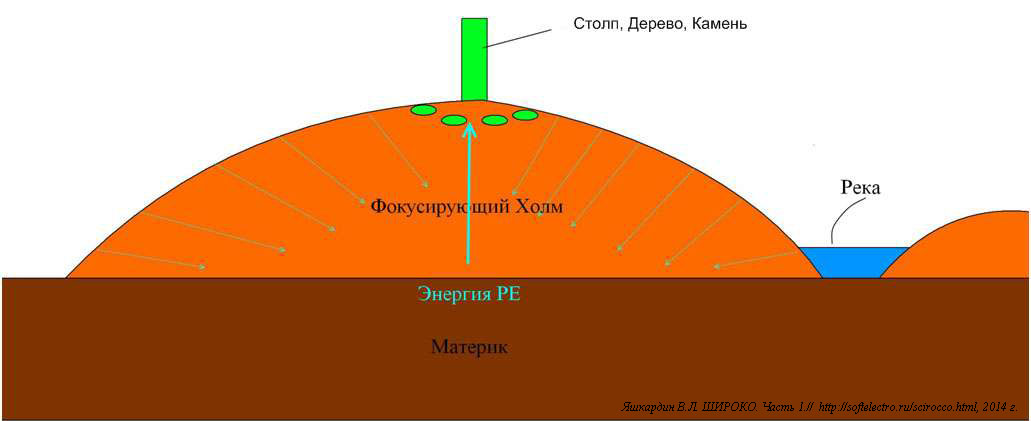 Столп, Дерево, Камень
Река
Фокусирующий Холм
Энергия РЕ
Материк
Яшкардин В.Л. ШИРОКО. Часть 1 // http://softelectro.ru/scirocco.html, 2014 г.